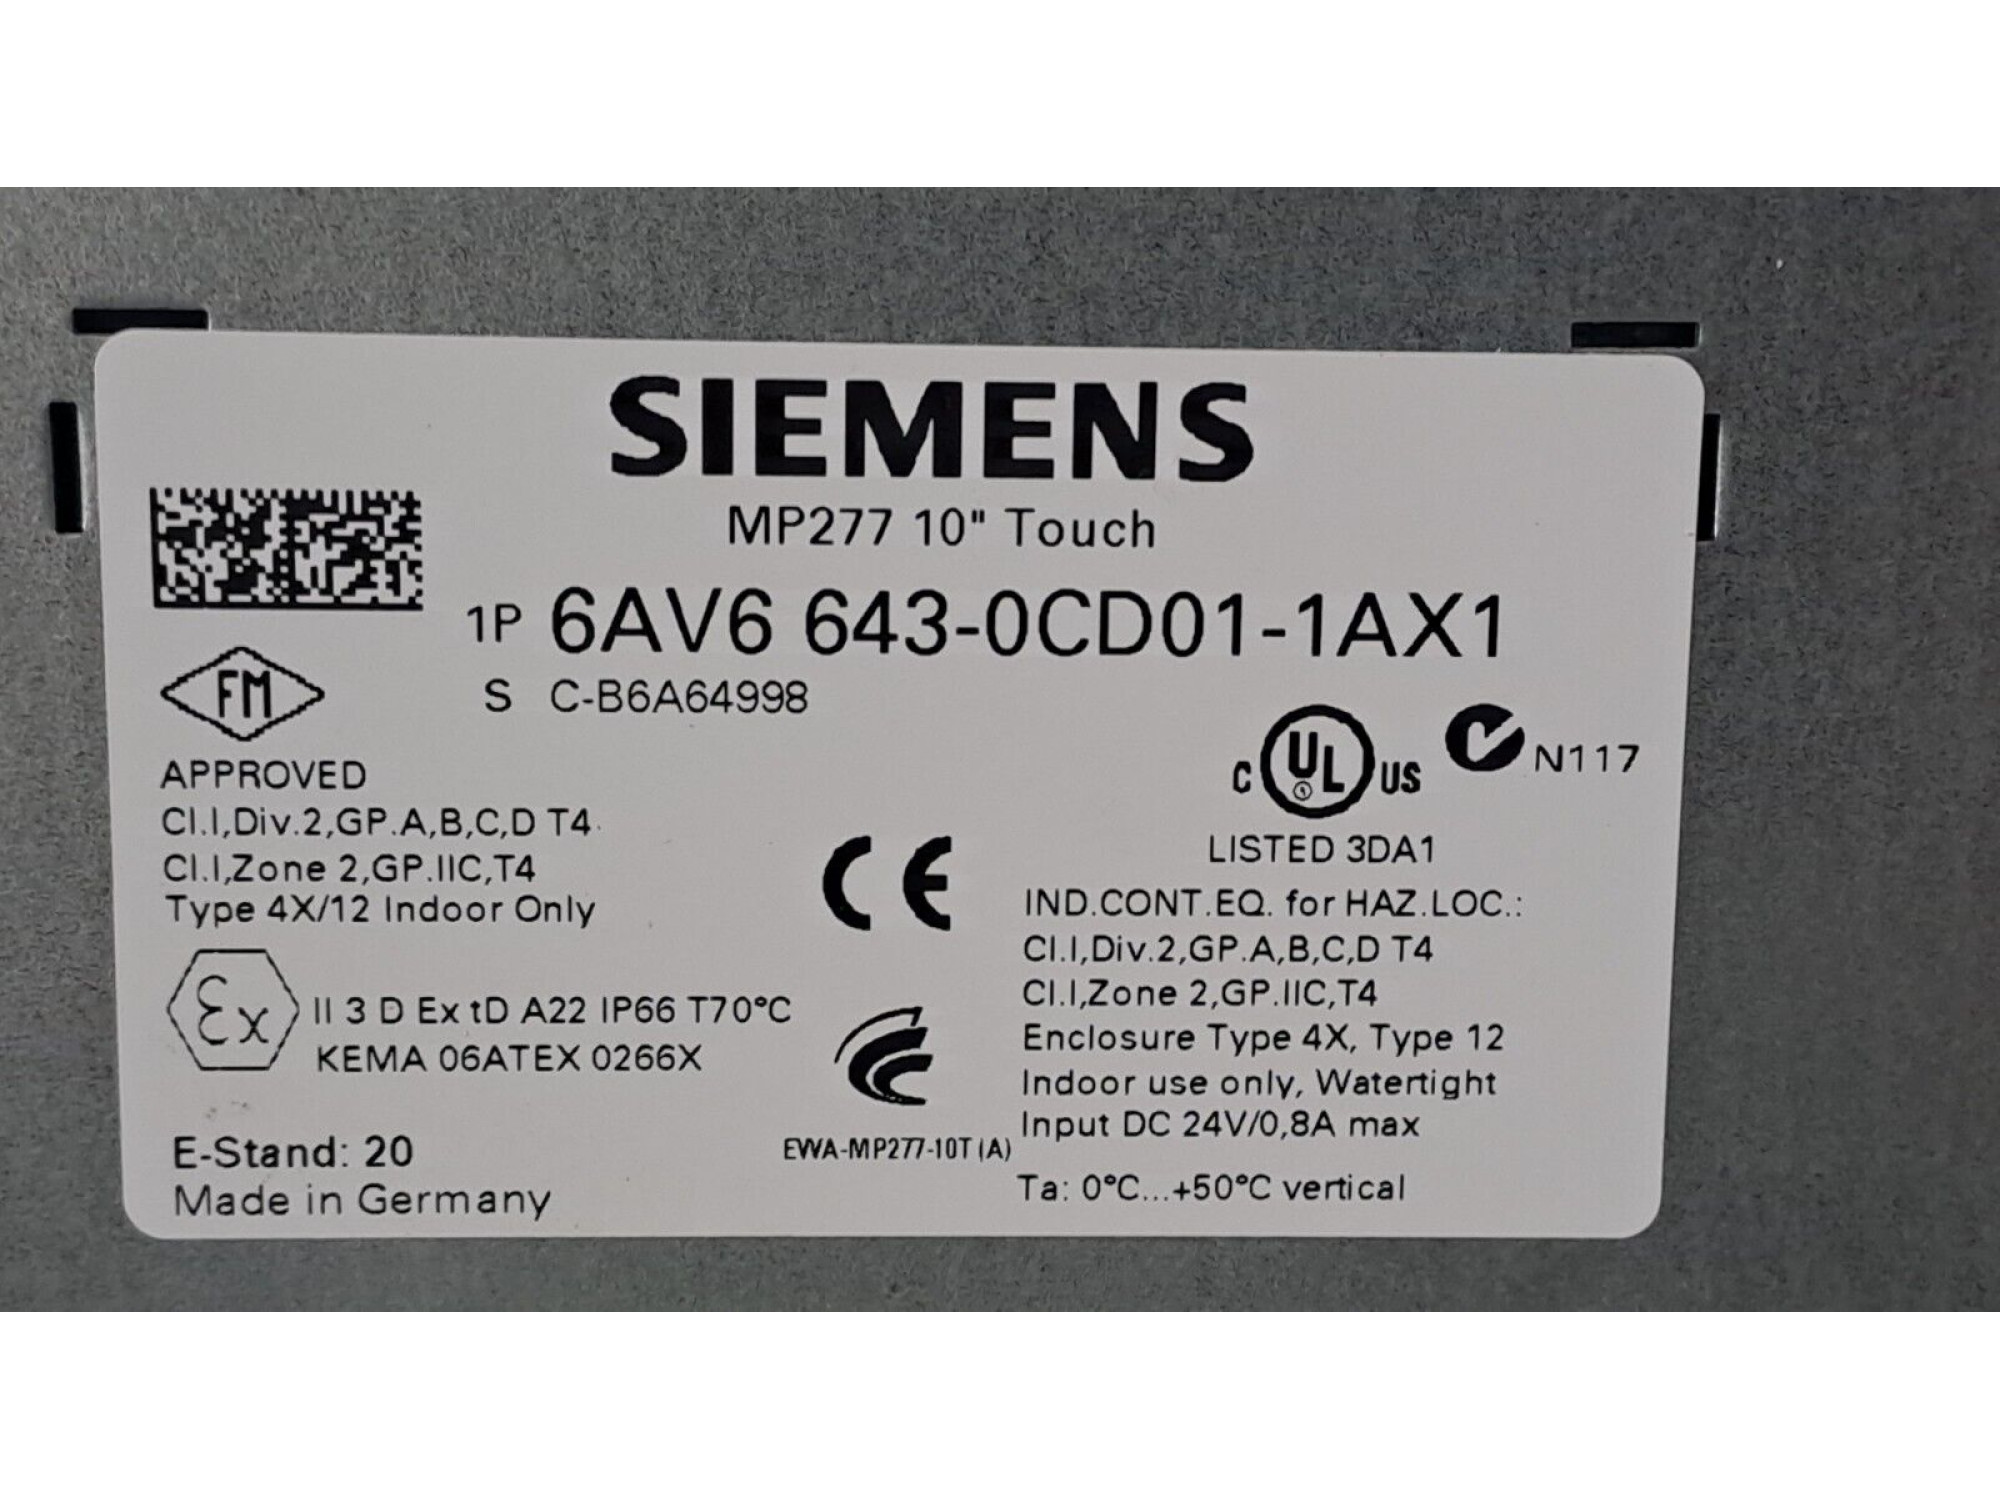 SIEMENS
MP277 10" Touch
1P 6AV6 643-0CD01-1AX1
S C-B6A64998
FM
APPROVED
Cl.I,Div.2,GP.A,B,C,D T4
Cl.I,Zone 2,GP.IIC,T4
Type 4X/12 Indoor Only
Ex II 3 D Ex tD A22 IP66 T70°C
KEMA 06ATEX 0266X
E-Stand: 20
Made in Germany
CE
EWA-MP277-10T (A)
C UL US
N117
LISTED 3DA1
IND.CONT.EQ. for HAZ.LOC.:
Cl.I,Div.2,GP.A,B,C,D T4
Cl.I,Zone 2,GP.IIC,T4
Enclosure Type 4X, Type 12
Indoor use only, Watertight
Input DC 24V/0,8A max
Ta: 0°C...+50°C vertical